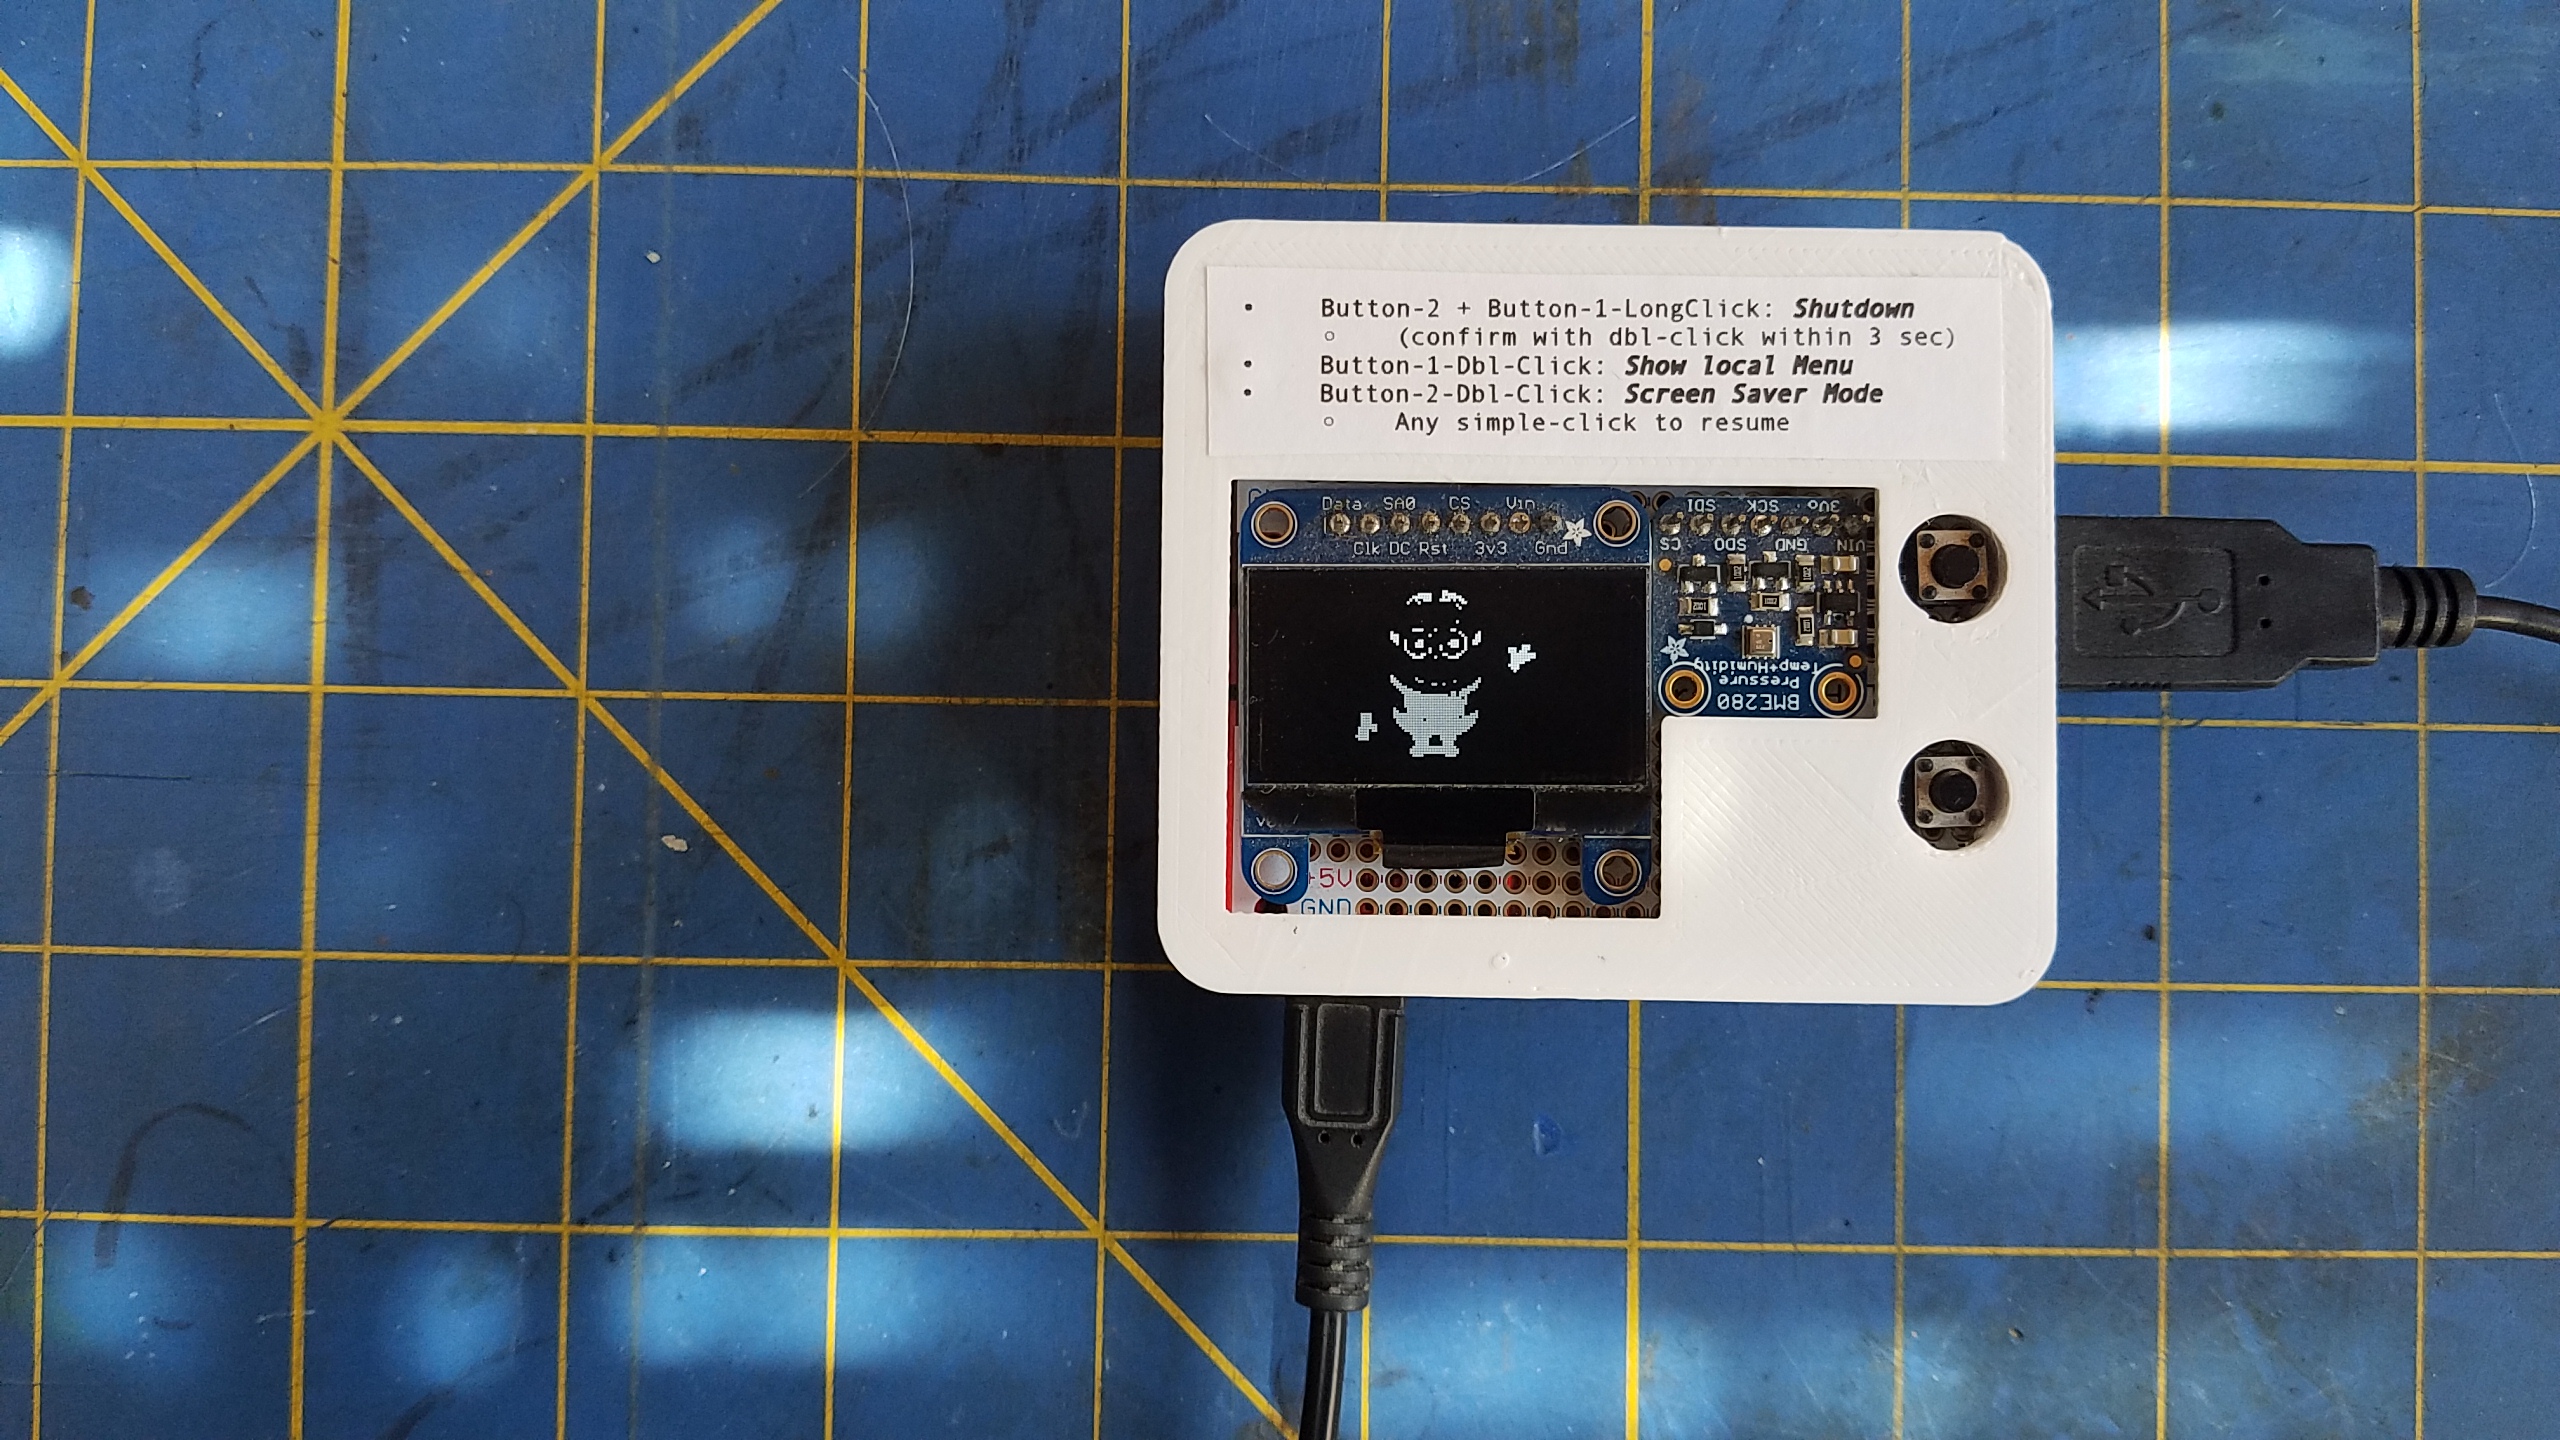 • Button-2 + Button-1-LongClick: Shutdown
○ (confirm with dbl-click within 3 sec)
• Button-1-Dbl-Click: Show local Menu
• Button-2-Dbl-Click: Screen Saver Mode
○ Any simple-click to resume
Data SA0 CS Vin
Clk DC Rst 3v3 Gnd
SDI SCK 3Vo
CS SDO GND VIN
Temp+Humidity
Pressure
BME280
+5V
GND